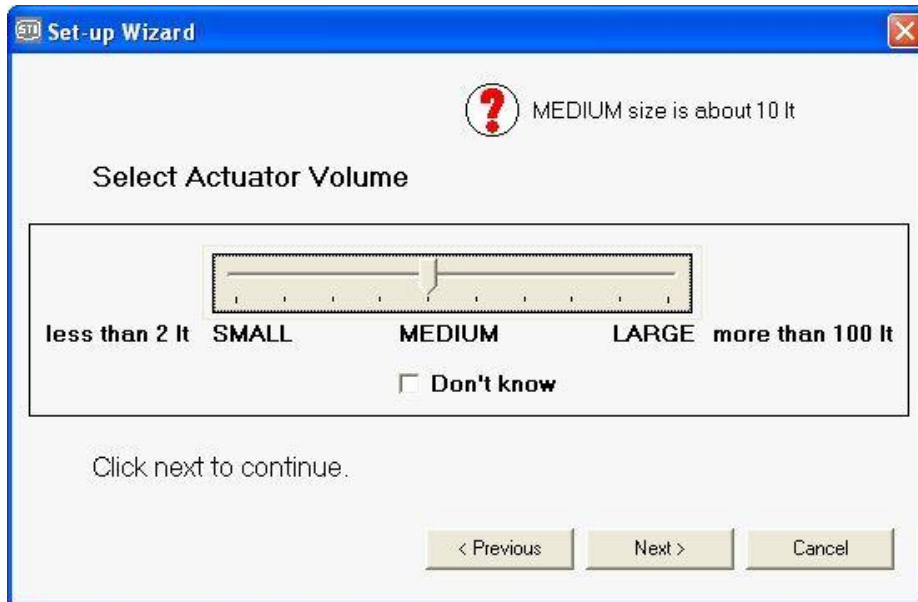 STI Set-up Wizard
MEDIUM size is about 10 lt
Select Actuator Volume
less than 2 lt SMALL MEDIUM LARGE more than 100 lt
Don't know
Click next to continue.
< Previous Next > Cancel